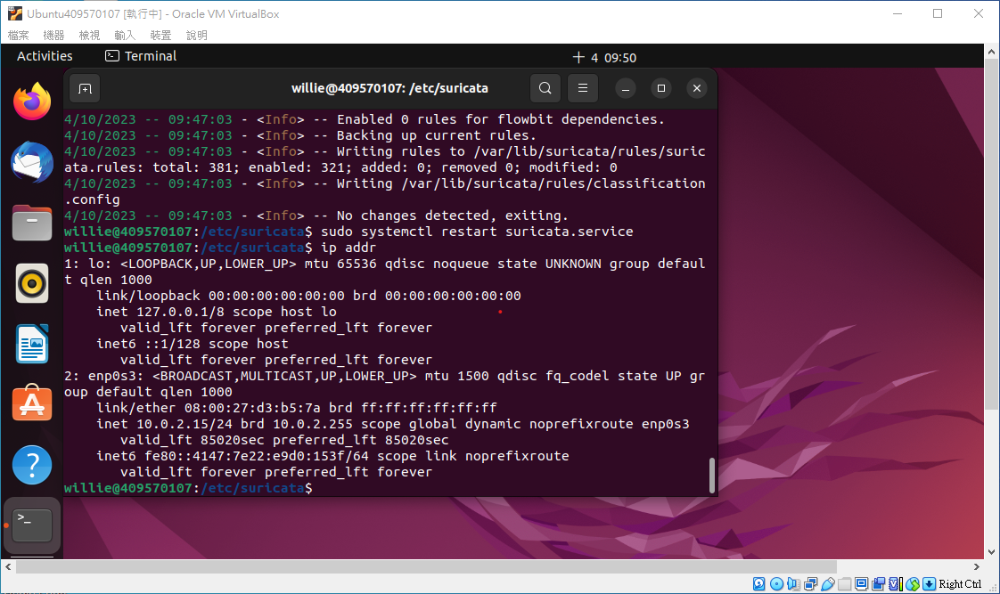 Ubuntu409570107 [執行中] - Oracle VM VirtualBox
檔案 機器 檢視 輸入 裝置 說明
Activities Terminal 4 09:50
willie@409570107: /etc/suricata
4/10/2023 -- 09:47:03 - <Info> -- Enabled 0 rules for flowbit dependencies.
4/10/2023 -- 09:47:03 - <Info> -- Backing up current rules.
4/10/2023 -- 09:47:03 - <Info> -- Writing rules to /var/lib/suricata/rules/suric
ata.rules: total: 381; enabled: 321; added: 0; removed 0; modified: 0
4/10/2023 -- 09:47:03 - <Info> -- Writing /var/lib/suricata/rules/classification
.config
4/10/2023 -- 09:47:03 - <Info> -- No changes detected, exiting.
willie@409570107:/etc/suricata$ sudo systemctl restart suricata.service
willie@409570107:/etc/suricata$ ip addr
1: lo: <LOOPBACK,UP,LOWER_UP> mtu 65536 qdisc noqueue state UNKNOWN group defaul
t qlen 1000
link/loopback 00:00:00:00:00:00 brd 00:00:00:00:00:00
inet 127.0.0.1/8 scope host lo
valid_lft forever preferred_lft forever
inet6 ::1/128 scope host
valid_lft forever preferred_lft forever
2: enp0s3: <BROADCAST,MULTICAST,UP,LOWER_UP> mtu 1500 qdisc fq_codel state UP gr
oup default qlen 1000
link/ether 08:00:27:d3:b5:7a brd ff:ff:ff:ff:ff:ff
inet 10.0.2.15/24 brd 10.0.2.255 scope global dynamic noprefixroute enp0s3
valid_lft 85020sec preferred_lft 85020sec
inet6 fe80::4147:7e22:e9d0:153f/64 scope link noprefixroute
valid_lft forever preferred_lft forever
willie@409570107:/etc/suricata$
Right Ctrl